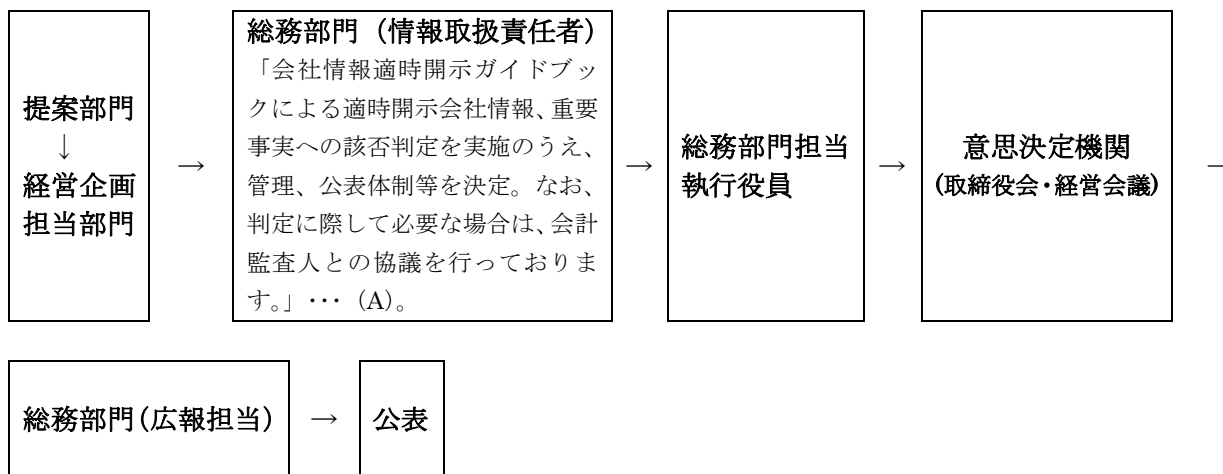 提案部門
↓
経営企画
担当部門
→
総務部門（情報取扱責任者）
「会社情報適時開示ガイドブッ
クによる適時開示会社情報、重要
事実への該否判定を実施のうえ、
管理、公表体制等を決定。なお、
判定に際して必要な場合は、会計
監査人との協議を行っておりま
す。」・・・（A）。
→
総務部門担当
執行役員
→
意思決定機関
(取締役会・経営会議)
→
総務部門（広報担当）
→
公表